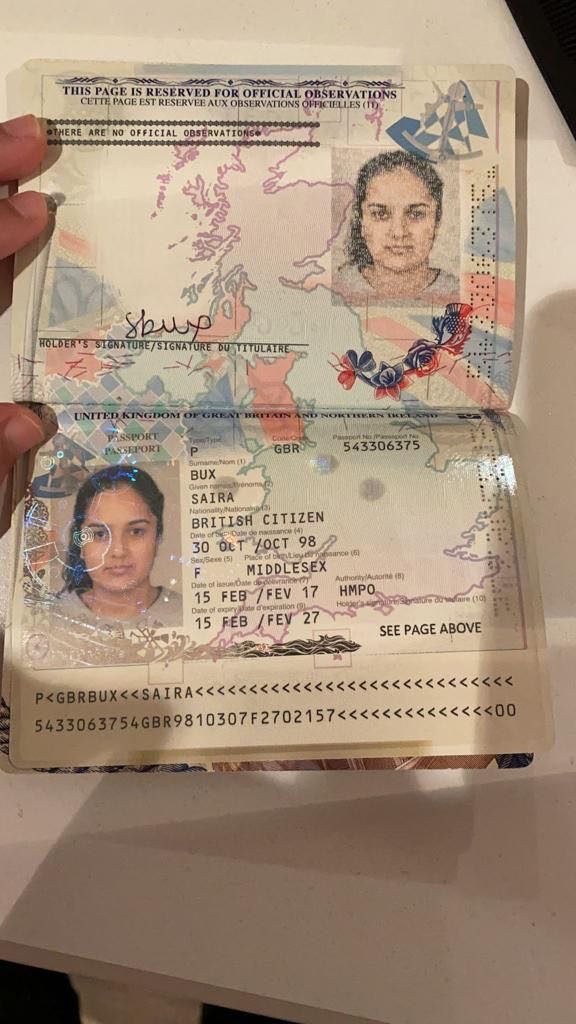 THIS PAGE IS RESERVED FOR OFFICIAL OBSERVATIONS
CETTE PAGE EST RESERVEE AUX OBSERVATIONS OFFICIELLES (11)
THERE ARE NO OFFICIAL OBSERVATIONS
sbux
HOLDER'S SIGNATURE/SIGNATURE DU TITULAIRE
UNITED KINGDOM OF GREAT BRITAIN AND NORTHERN IRELAND
PASSPORT
PASSEPORT
Type/Type Code/Code Passport No./Passeport No.
P GBR 543306375
Surname/Nom (1)
BUX
Given names/Prénoms (2)
SAIRA
Nationality/Nationalité (3)
BRITISH CITIZEN
Date of birth/Date de naissance (4)
30 OCT /OCT 98
Sex/Sexe (5) Place of birth/Lieu de naissance (6)
F MIDDLESEX
Date of issue/Date de délivrance (7) Authority/Autorité (8)
15 FEB /FEV 17 HMPO
Date of expiry/Date d'expiration (9) Holder's signature/Signature du titulaire (10)
15 FEB /FEV 27 SEE PAGE ABOVE
P<GBRBUX<<SAIRA<<<<<<<<<<<<<<<<<<<<<<<<<<<<<
5433063754GBR9810307F2702157<<<<<<<<<<<<<<00